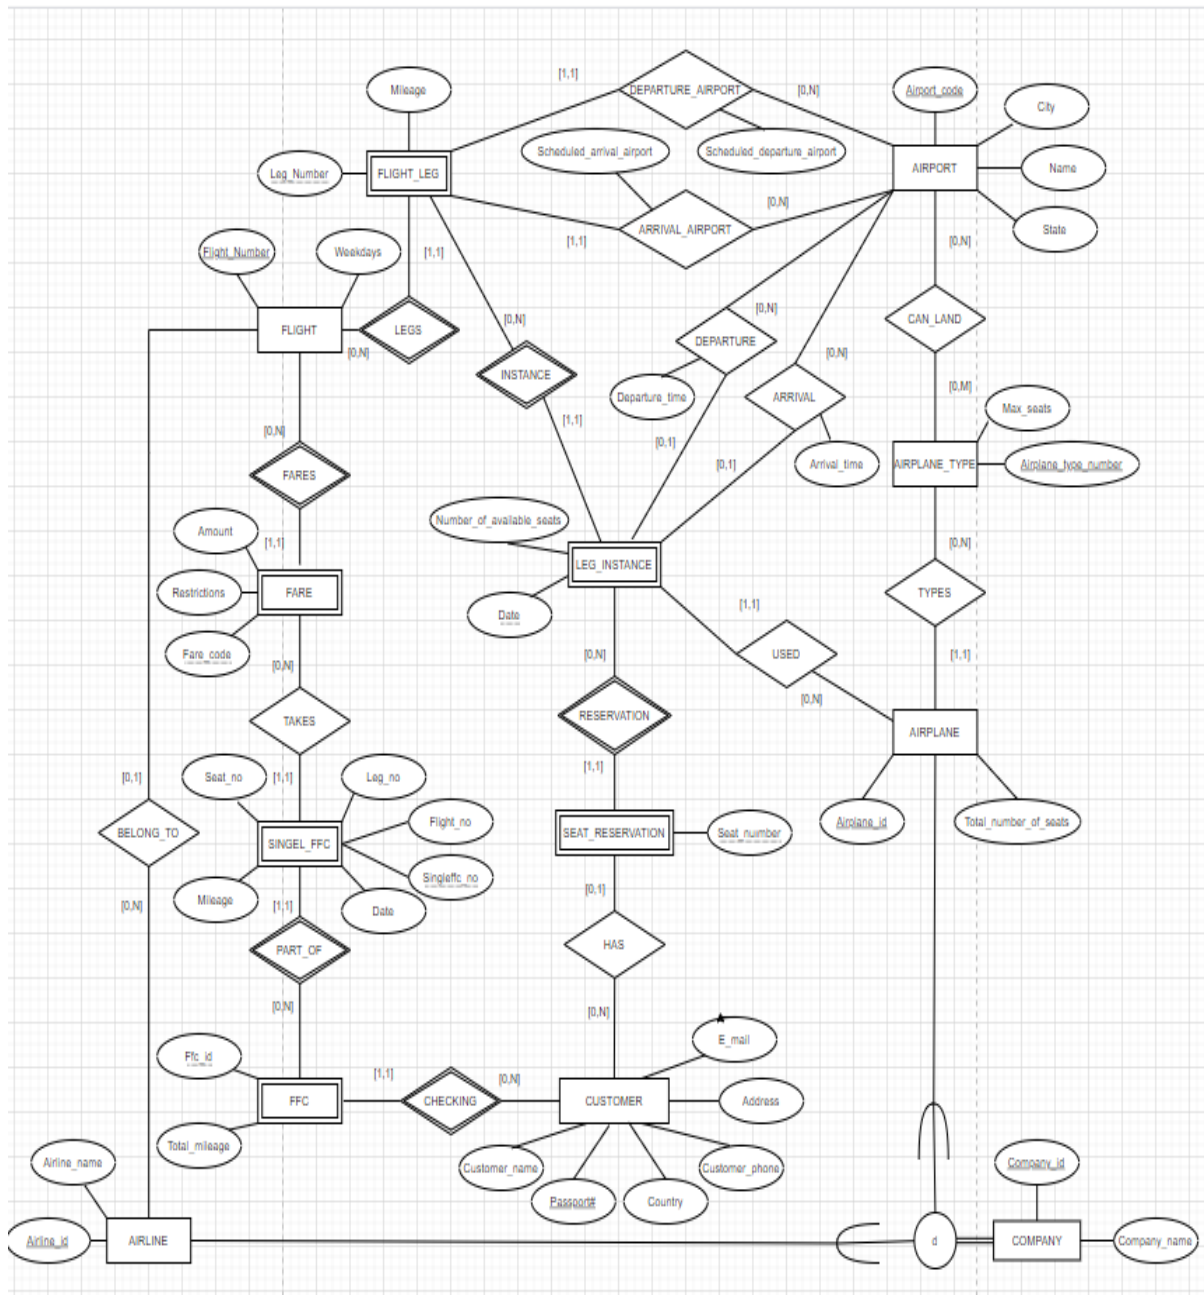 Mileage
[1,1]
DEPARTURE_AIRPORT
[0,N]
Airport_code
City
Scheduled_arrival_airport
Scheduled_departure_airport
Leg_Number
FLIGHT_LEG
AIRPORT
Name
[0,N]
ARRIVAL_AIRPORT
State
[1,1]
[1,1]
[0,N]
Flight_Number
Weekdays
FLIGHT
LEGS
[0,N]
[0,N]
INSTANCE
[0,N]
DEPARTURE
[0,N]
CAN_LAND
Departure_time
ARRIVAL
[0,M]
Max_seats
[0,N]
[1,1]
[0,1]
[0,1]
Arrival_time
AIRPLANE_TYPE
Airplane_type_number
FARES
Number_of_available_seats
Amount
[1,1]
[0,N]
LEG_INSTANCE
Restrictions
FARE
TYPES
Date
[1,1]
Fare_code
[0,N]
[0,N]
USED
[1,1]
[0,N]
TAKES
RESERVATION
AIRPLANE
[0,1]
Seat_no
[1,1]
Leg_no
[1,1]
BELONG_TO
Flight_no
SEAT_RESERVATION
Seat_number
Airplane_id
Total_number_of_seats
SINGEL_FFC
Singleffc_no
Mileage
Date
[0,N]
[1,1]
[0,1]
PART_OF
HAS
[0,N]
[0,N]
Ffc_id
E_mail
[1,1]
[0,N]
FFC
CHECKING
CUSTOMER
Address
Total_mileage
Customer_name
Customer_phone
Passport#
Country
Airline_name
Company_id
Airline_id
AIRLINE
d
COMPANY
Company_name